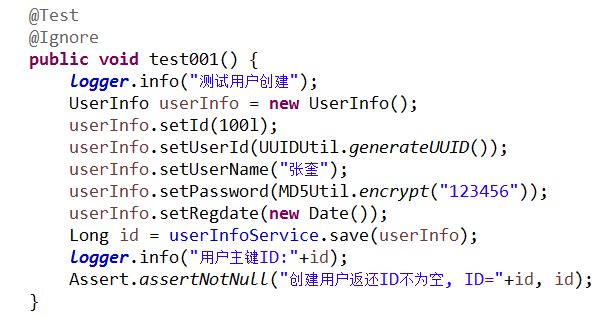 @Test
@Ignore
public void test001() {
logger.info("测试用户创建");
UserInfo userInfo = new UserInfo();
userInfo.setId(100l);
userInfo.setUserId(UUIDUtil.generateUUID());
userInfo.setUserName("张奎");
userInfo.setPassword(MD5Util.encrypt("123456"));
userInfo.setRegdate(new Date());
Long id = userInfoService.save(userInfo);
logger.info("用户主键ID:"+id);
Assert.assertNotNull("创建用户返还ID不为空, ID="+id, id);
}